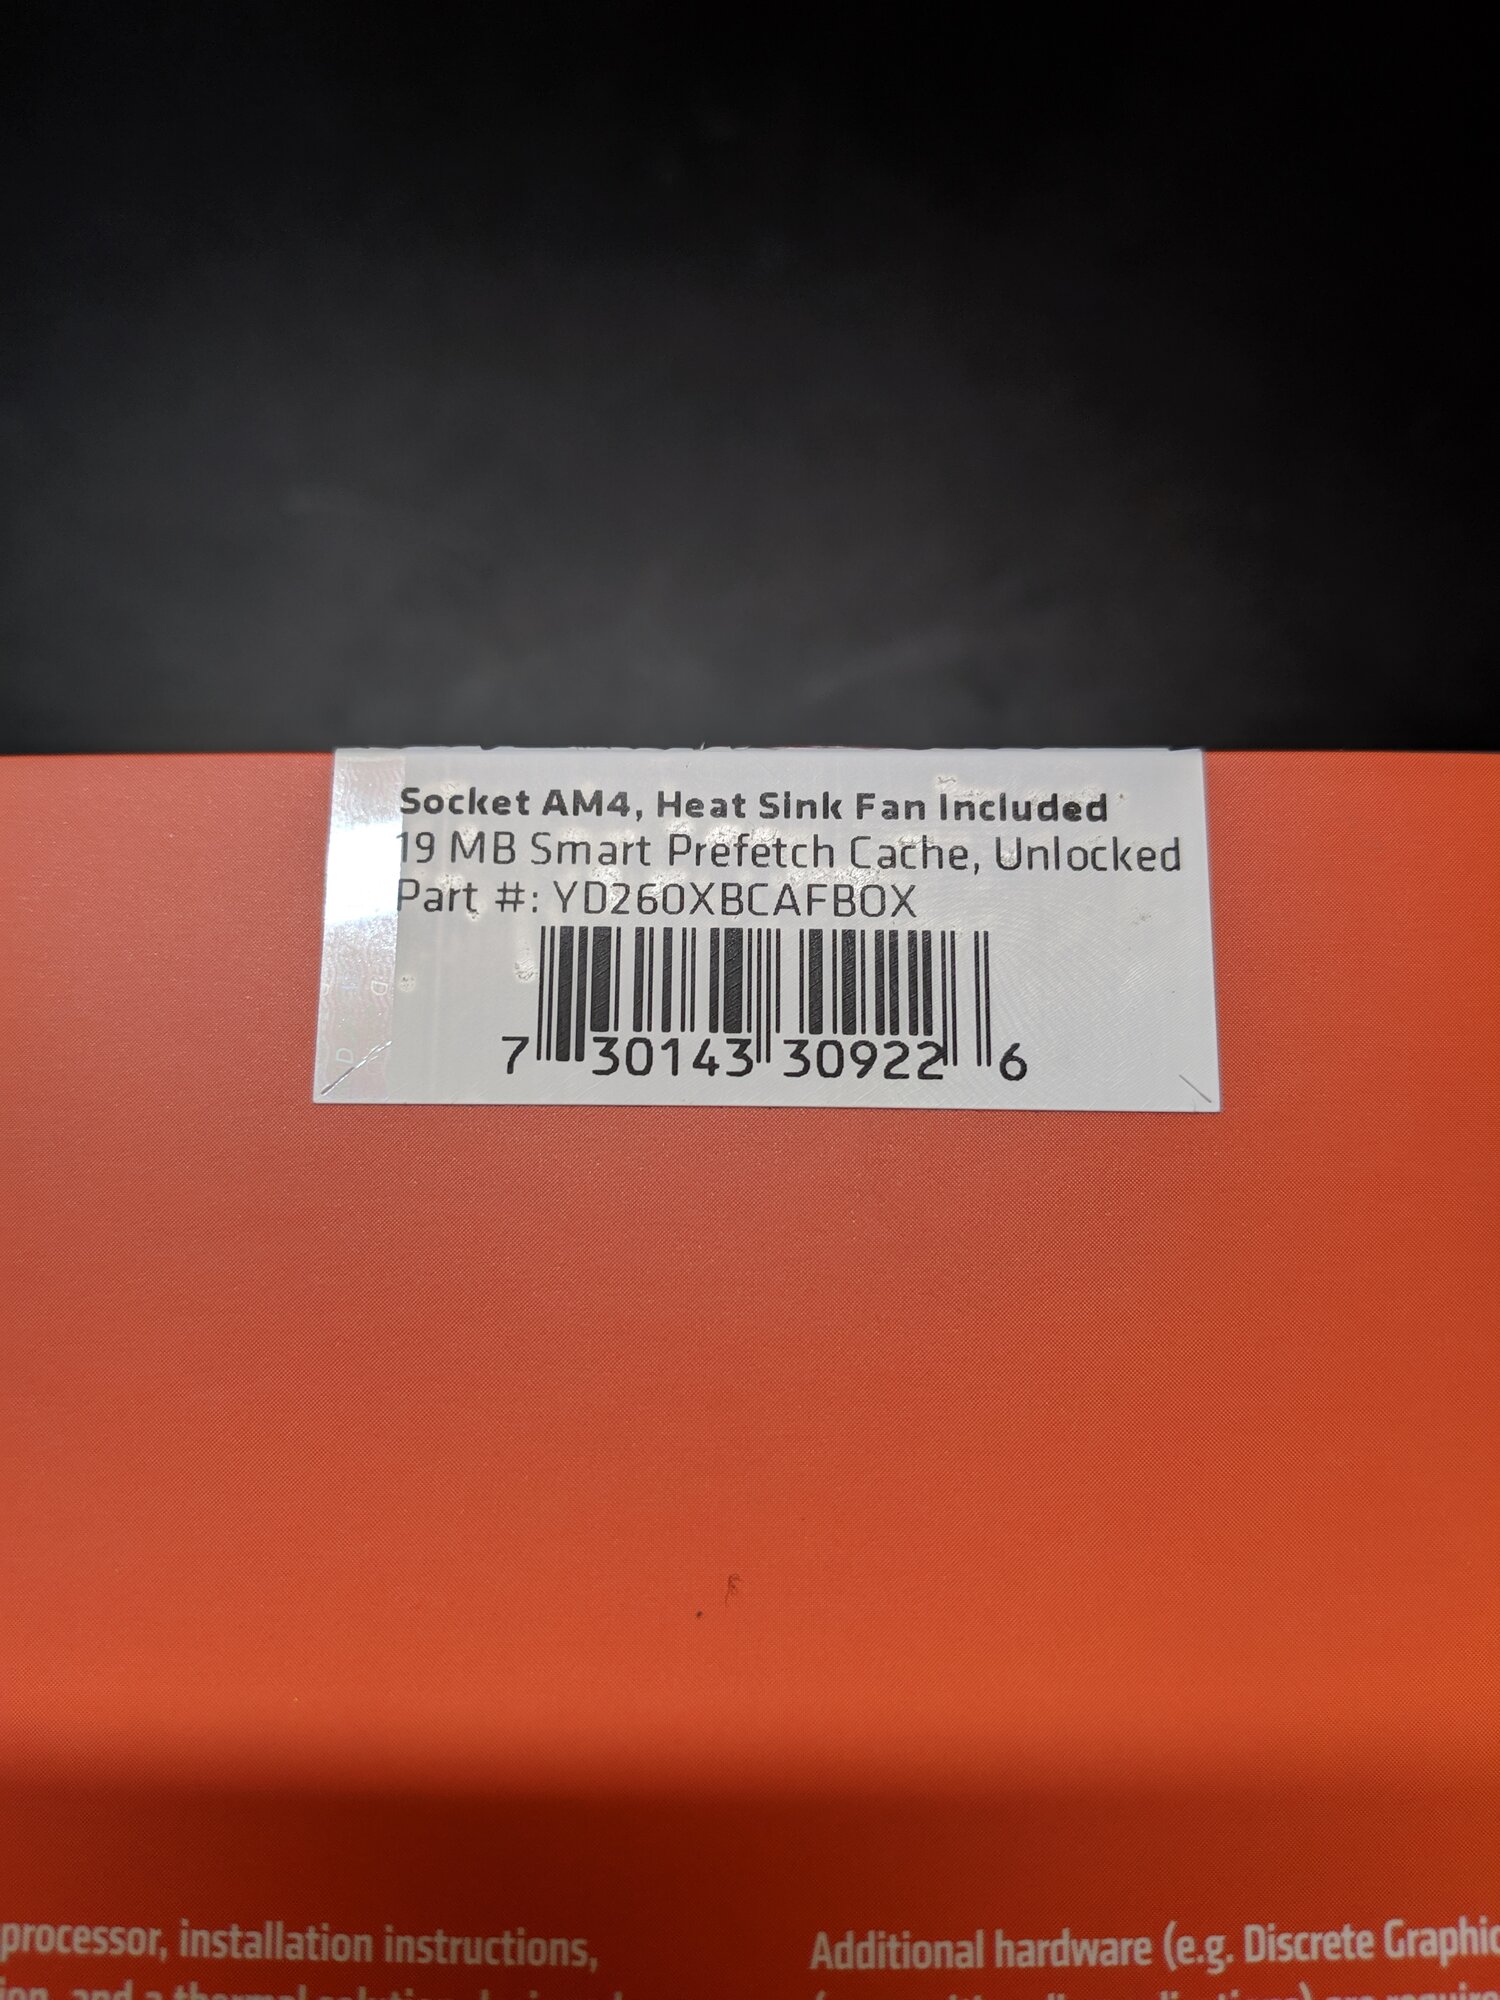 Socket AM4, Heat Sink Fan Included
19 MB Smart Prefetch Cache, Unlocked
Part #: YD260XBCAFBOX
7 30143 30922 6
processor, installation instructions,
Additional hardware (e.g. Discrete Graphic